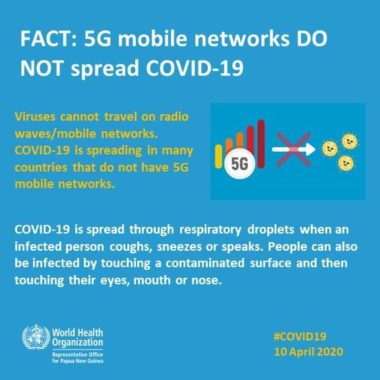 FACT: 5G mobile networks DO
NOT spread COVID-19
Viruses cannot travel on radio
waves/mobile networks.
COVID-19 is spreading in many
countries that do not have 5G
mobile networks.
5G
COVID-19 is spread through respiratory droplets when an
infected person coughs, sneezes or speaks. People can also
be infected by touching a contaminated surface and then
touching their eyes, mouth or nose.
World Health
Organization
Representative Office
for Papua New Guinea
#COVID19
10 April 2020